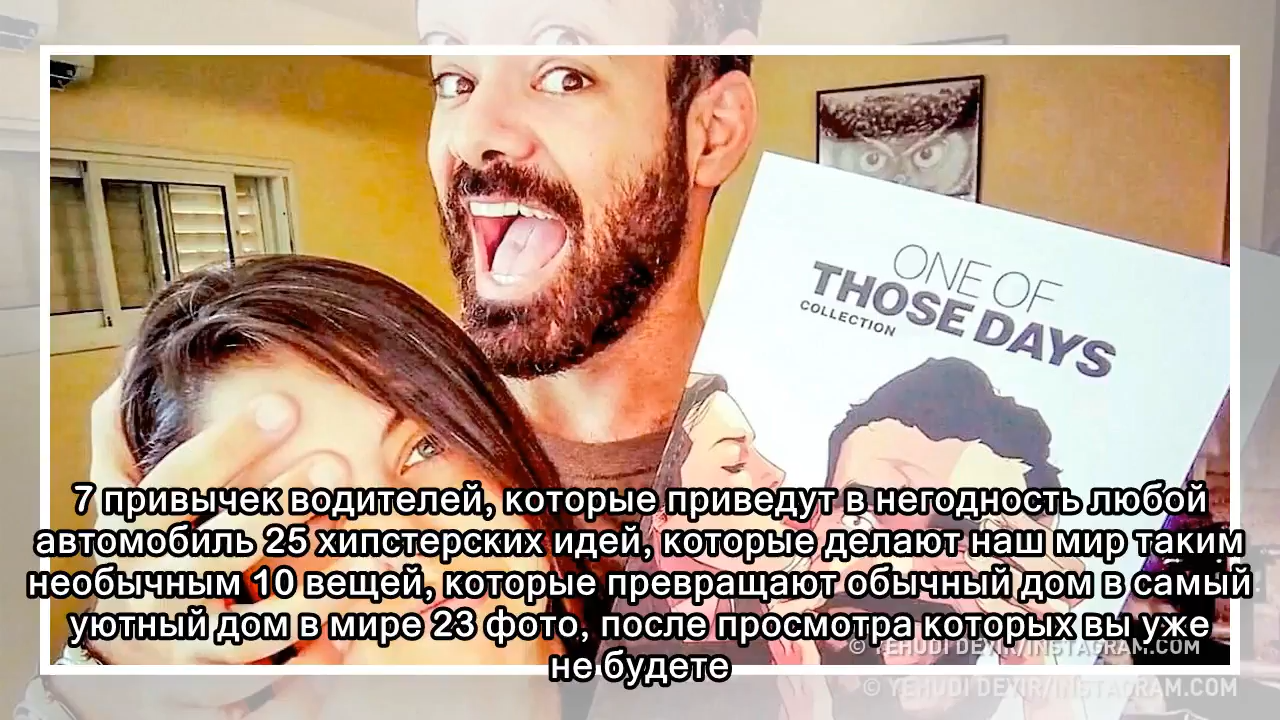 ONE OF
THOSE DAYS
COLLECTION
7 привычек водителей, которые приведут в негодность любой
автомобиль 25 хипстерских идей, которые делают наш мир таким
необычным 10 вещей, которые превращают обычный дом в самый
уютный дом в мире 23 фото, после просмотра которых вы уже
не будете
© YEHUDI DEVIR/INSTAGRAM.COM
© YEHUDI DEVIR/INSTAGRAM.COM